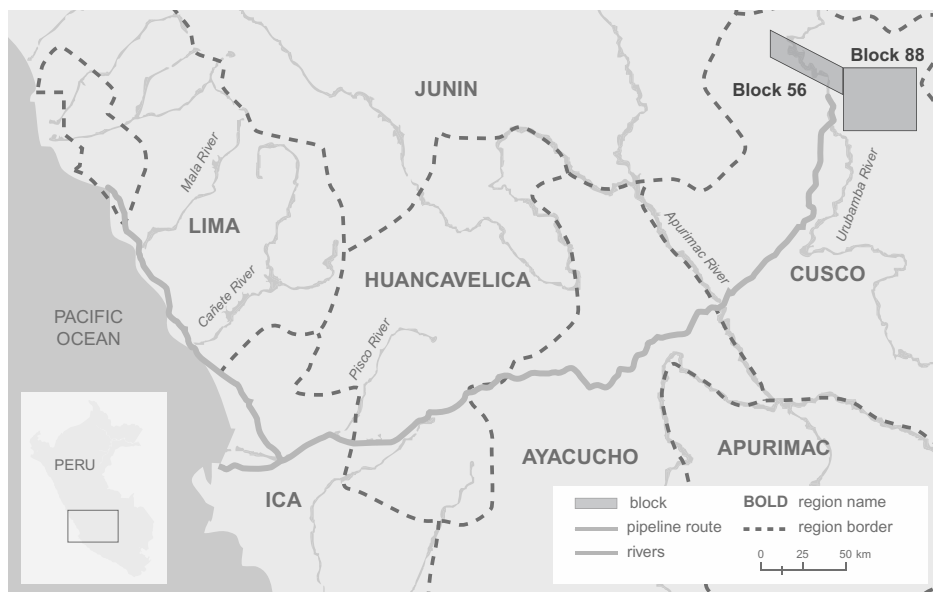 Block 88
JUNIN
Block 56
Mala River
Urubamba River
LIMA
Apurimac River
CUSCO
HUANCAVELICA
Cañete River
PACIFIC
OCEAN
Pisco River
PERU
AYACUCHO
APURIMAC
ICA
block
BOLD region name
pipeline route
region border
rivers
0 25 50 km